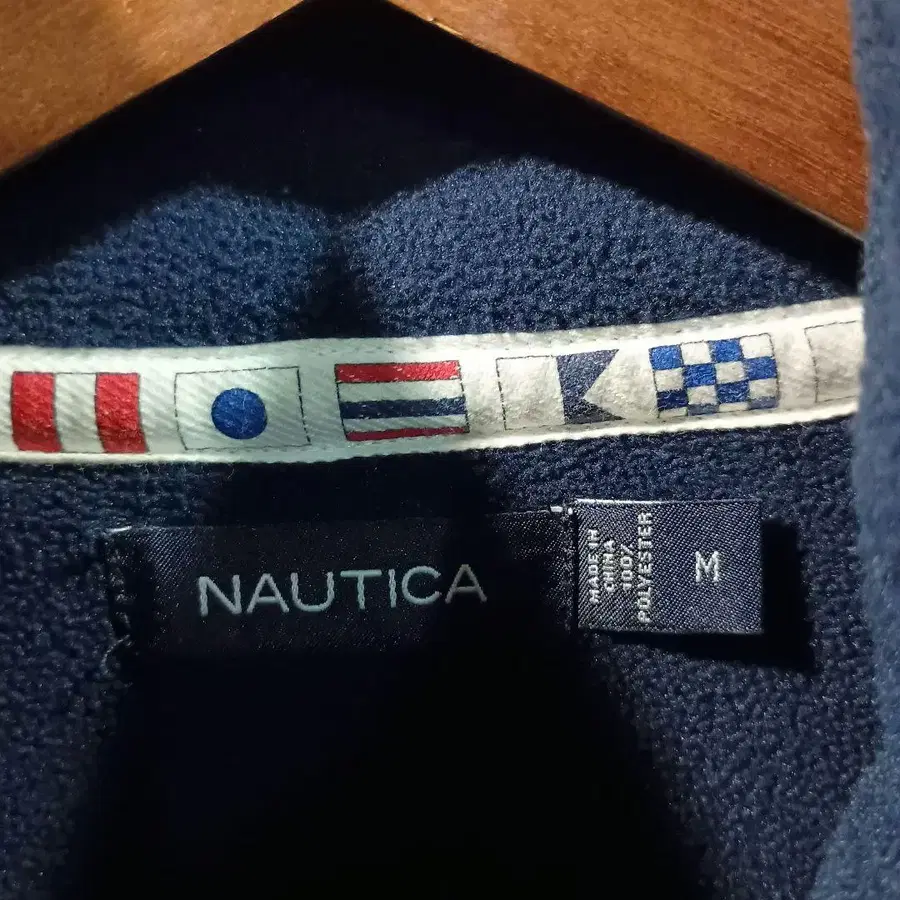 NAUTICA
MADE IN
CHINA
100%
POLYESTER
M